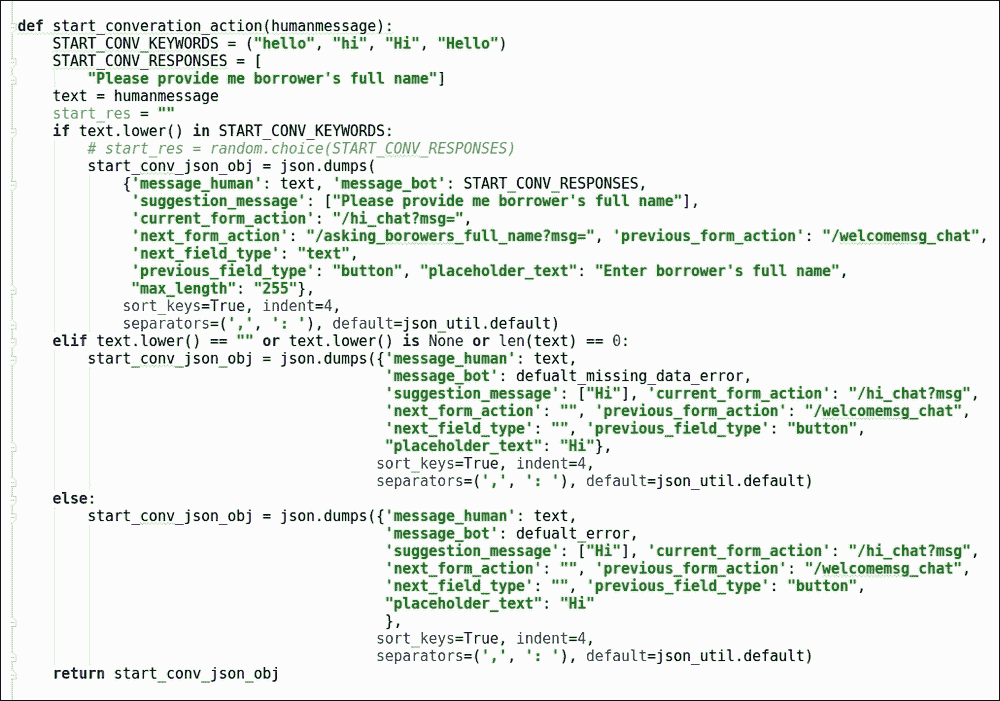 def start_converation_action(humanmessage):
    START_CONV_KEYWORDS = ("hello", "hi", "Hi", "Hello")
    START_CONV_RESPONSES = [
        "Please provide me borrower's full name"]
    text = humanmessage
    start_res = ""
    if text.lower() in START_CONV_KEYWORDS:
        # start_res = random.choice(START_CONV_RESPONSES)
        start_conv_json_obj = json.dumps(
            {'message_human': text, 'message_bot': START_CONV_RESPONSES,
             'suggestion_message': ["Please provide me borrower's full name"],
             'current_form_action': "/hi_chat?msg=",
             'next_form_action': "/asking_borowers_full_name?msg=", 'previous_form_action': "/welcomemsg_chat",
             'next_field_type': "text",
             'previous_field_type': "button", "placeholder_text": "Enter borrower's full name",
             "max_length": "255"},
            sort_keys=True, indent=4,
            separators=(',', ': '), default=json_util.default)
    elif text.lower() == "" or text.lower() is None or len(text) == 0:
        start_conv_json_obj = json.dumps({'message_human': text,
                                          'message_bot': defualt_missing_data_error,
                                          'suggestion_message': ["Hi"], 'current_form_action': "/hi_chat?msg",
                                          'next_form_action': "", 'previous_form_action': "/welcomemsg_chat",
                                          'next_field_type': "", 'previous_field_type': "button",
                                          "placeholder_text": "Hi"},
                                         sort_keys=True, indent=4,
                                         separators=(',', ': '), default=json_util.default)
    else:
        start_conv_json_obj = json.dumps({'message_human': text,
                                          'message_bot': defualt_error,
                                          'suggestion_message': ["Hi"], 'current_form_action': "/hi_chat?msg",
                                          'next_form_action': "", 'previous_form_action': "/welcomemsg_chat",
                                          'next_field_type': "", 'previous_field_type': "button",
                                          "placeholder_text": "Hi"
                                          },
                                         sort_keys=True, indent=4,
                                         separators=(',', ': '), default=json_util.default)
    return start_conv_json_obj